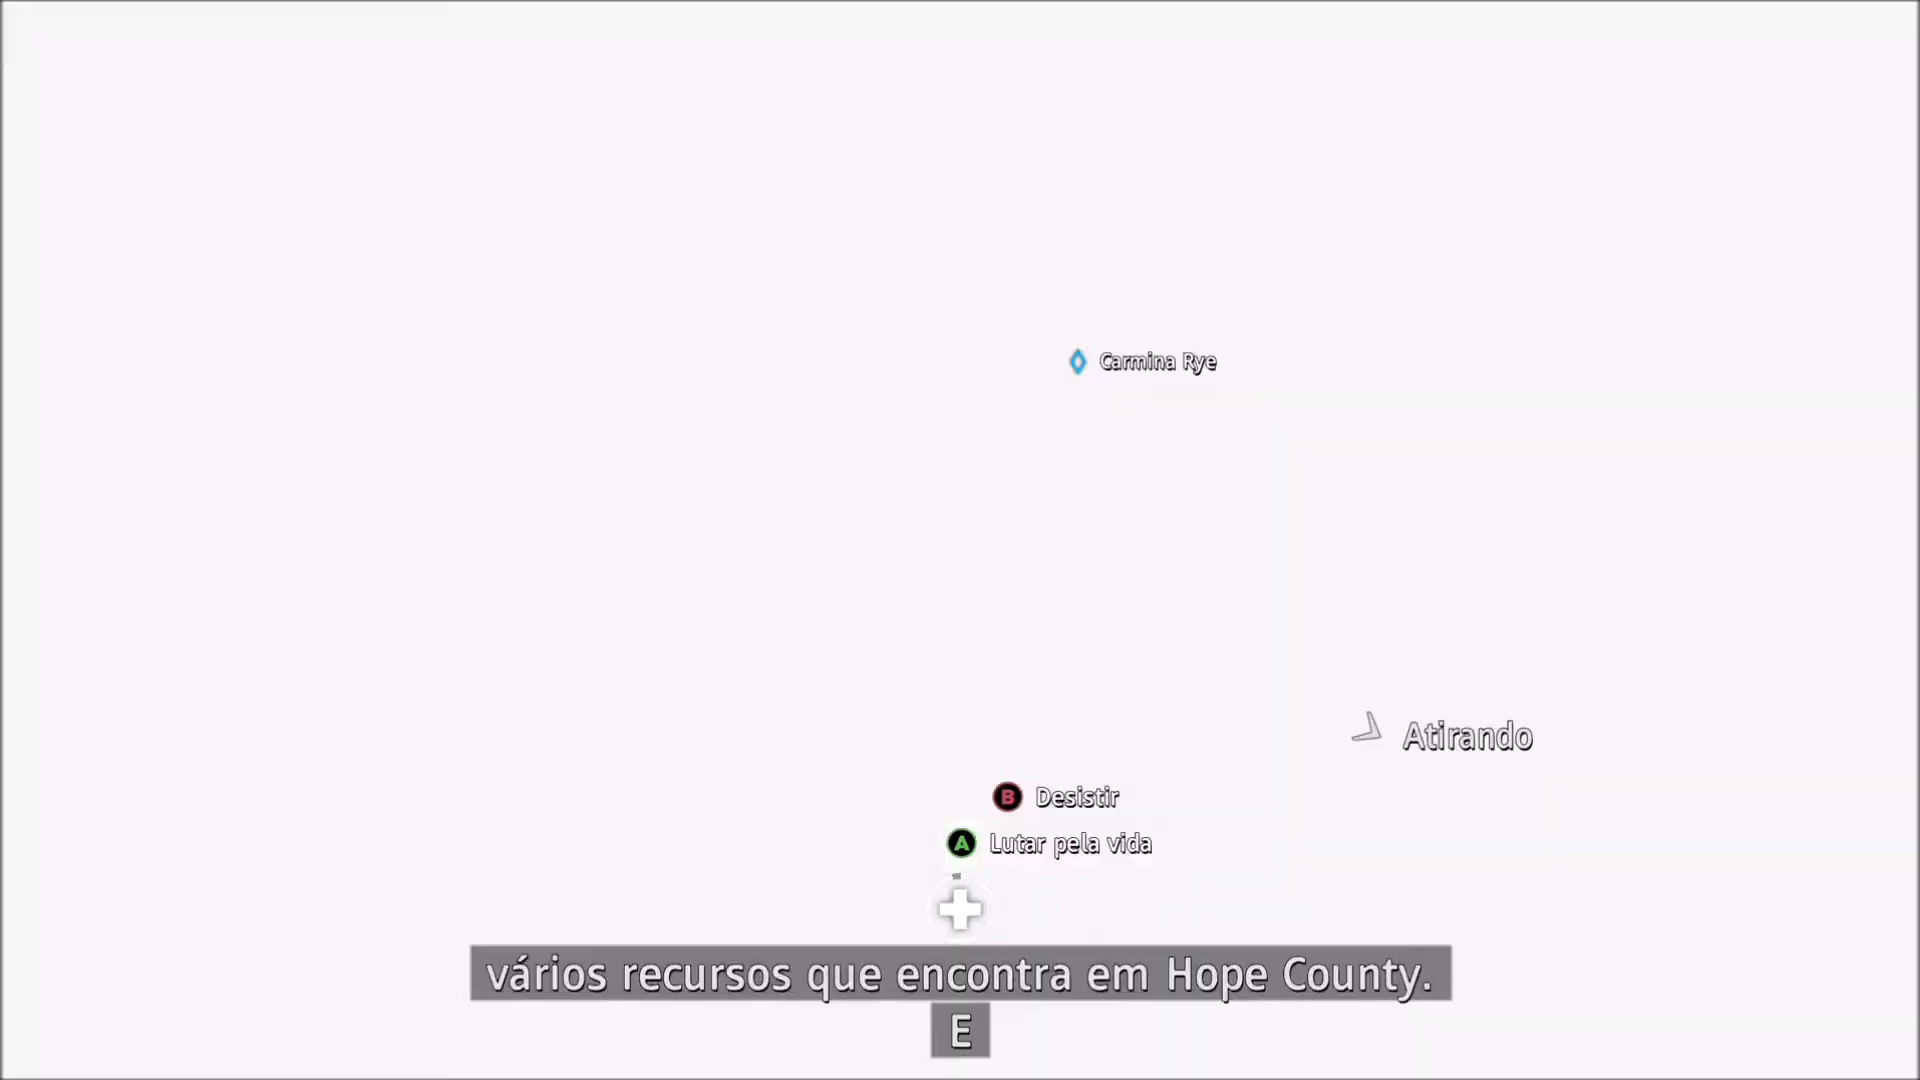 Carmina Rye
Atirando
B Desistir
A Lutar pela vida
vários recursos que encontra em Hope County.
E